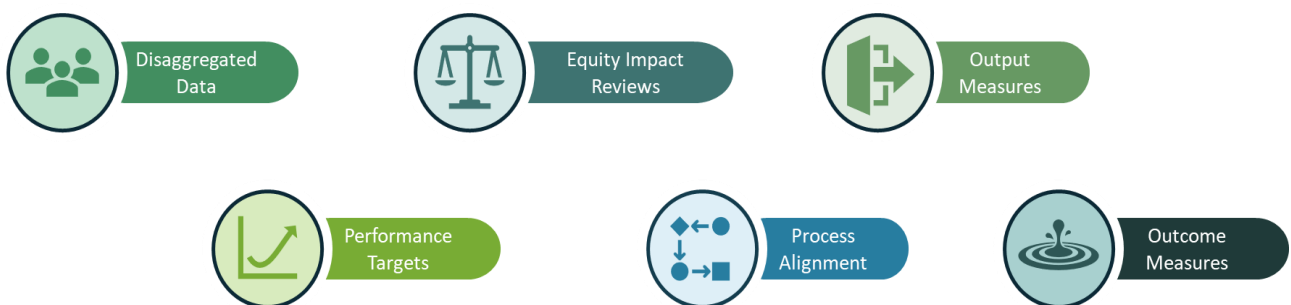 Disaggregated
Data
Equity Impact
Reviews
Output
Measures
Performance
Targets
Process
Alignment
Outcome
Measures